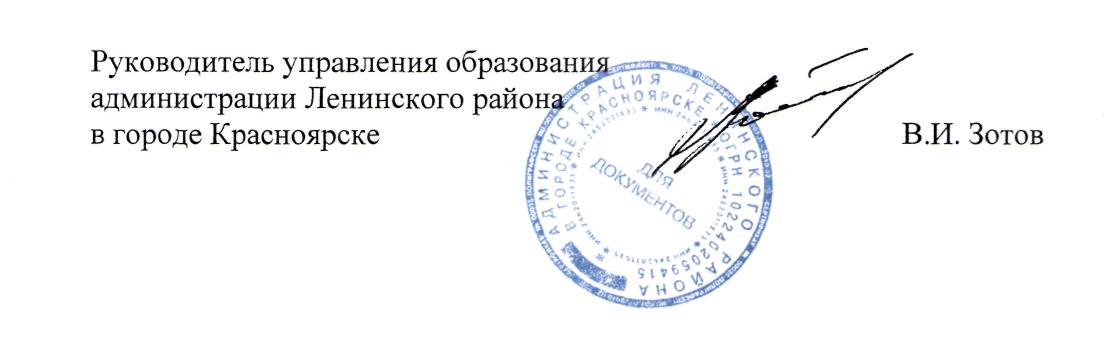 Руководитель управления образования
администрации Ленинского района
в городе Красноярске
В.И. Зотов
АДМИНИСТРАЦИЯ ЛЕНИНСКОГО РАЙОНА
В ГОРОДЕ КРАСНОЯРСКЕ * ОГРН 1022402059415
ДЛЯ
ДОКУМЕНТОВ